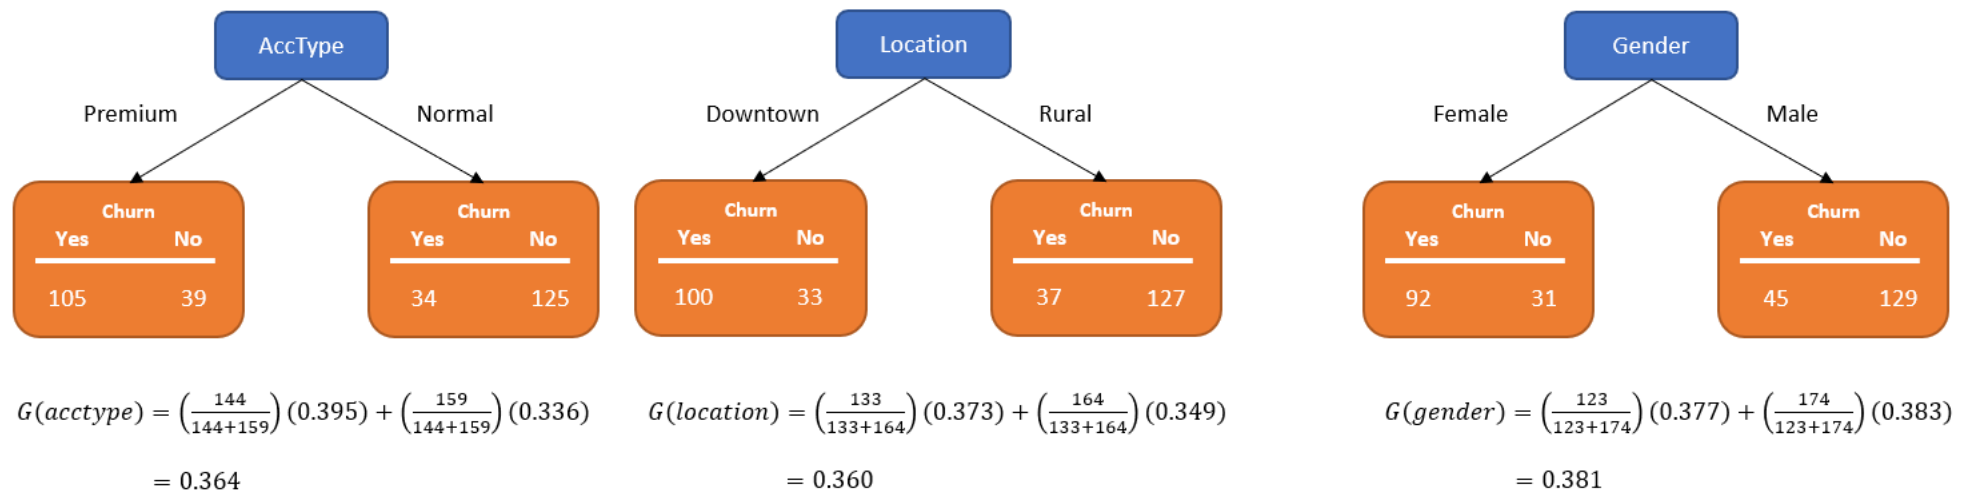 AccType
Premium
Normal
Churn
Yes No
105 39
Churn
Yes No
34 125
G(acctype) = (144/(144+159)) (0.395) + (159/(144+159)) (0.336)
= 0.364
Location
Downtown
Rural
Churn
Yes No
100 33
Churn
Yes No
37 127
G(location) = (133/(133+164)) (0.373) + (164/(133+164)) (0.349)
= 0.360
Gender
Female
Male
Churn
Yes No
92 31
Churn
Yes No
45 129
G(gender) = (123/(123+174)) (0.377) + (174/(123+174)) (0.383)
= 0.381